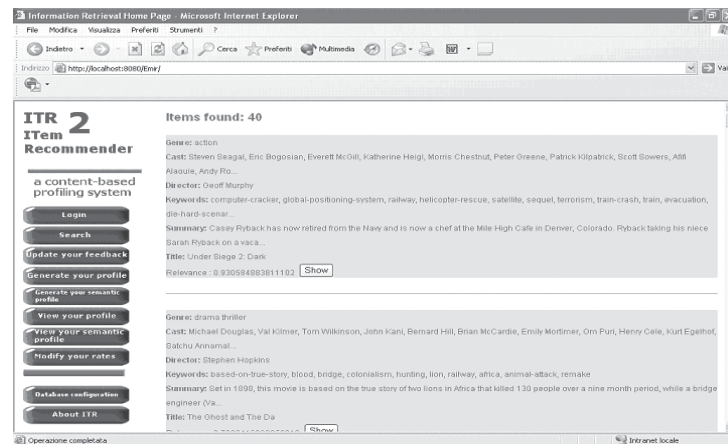 Information Retrieval Home Page - Microsoft Internet Explorer
File Modifica Visualizza Preferiti Strumenti ?
Indietro Cerca Preferiti Multimedia
Indirizzo http://localhost:8080/Emir/ Vai
ITR 2
ITem
Recommender
a content-based
profiling system
Login
Search
Update your feedback
Generate your profile
Generate your semantic
profile
View your profile
View your semantic
profile
Modify your rates
Database configuration
About ITR
Items found: 40
Genre: action
Cast: Steven Seagal, Eric Bogosian, Everett McGill, Katherine Heigl, Morris Chestnut, Peter Greene, Patrick Kilpatrick, Scott Sowers, Afifi
Alaouie, Andy Ro...
Director: Geoff Murphy
Keywords: computer-cracker, global-positioning-system, railway, helicopter-rescue, satellite, sequel, terrorism, train-crash, train, evacuation,
die-hard-scenar...
Summary: Casey Ryback has now retired from the Navy and is now a chef at the Mile High Cafe in Denver, Colorado. Ryback taking his niece
Sarah Ryback on a vaca...
Title: Under Siege 2: Dark
Relevance : 0.930584883811102 Show
Genre: drama thriller
Cast: Michael Douglas, Val Kilmer, Tom Wilkinson, John Kani, Bernard Hill, Brian McCardie, Emily Mortimer, Om Puri, Henry Cele, Kurt Egelhof,
Satchu Annamal...
Director: Stephen Hopkins
Keywords: based-on-true-story, blood, bridge, colonialism, hunting, lion, railway, africa, animal-attack, remake
Summary: Set in 1898, this movie is based on the true story of two lions in Africa that killed 130 people over a nine month period, while a bridge
engineer (Va...
Title: The Ghost and The Da
Show
Operazione completata Intranet locale